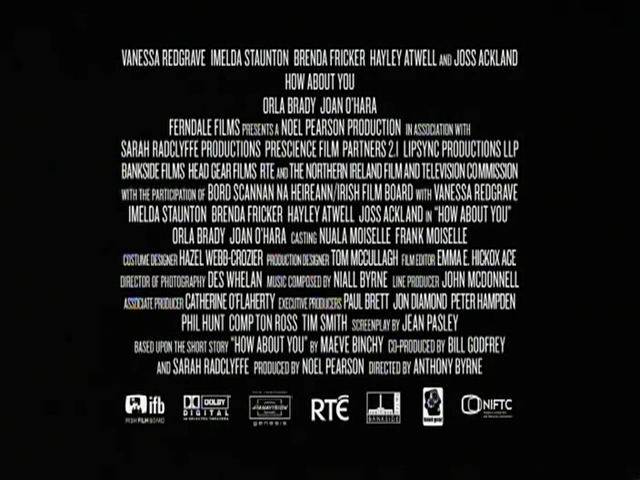 VANESSA REDGRAVE IMELDA STAUNTON BRENDA FRICKER HAYLEY ATWELL AND JOSS ACKLAND
HOW ABOUT YOU
ORLA BRADY JOAN O'HARA
FERNDALE FILMS PRESENTS A NOEL PEARSON PRODUCTION IN ASSOCIATION WITH
SARAH RADCLYFFE PRODUCTIONS PRESCIENCE FILM PARTNERS 2.1 LIPSYNC PRODUCTIONS LLP
BANKSIDE FILMS HEAD GEAR FILMS RTE AND THE NORTHERN IRELAND FILM AND TELEVISION COMMISSION
WITH THE PARTICIPATION OF BORD SCANNAN NA HEIREANN/IRISH FILM BOARD WITH VANESSA REDGRAVE
IMELDA STAUNTON BRENDA FRICKER HAYLEY ATWELL JOSS ACKLAND IN "HOW ABOUT YOU"
ORLA BRADY JOAN O'HARA CASTING NUALA MOISELLE FRANK MOISELLE
COSTUME DESIGNER HAZEL WEBB-CROZIER PRODUCTION DESIGNER TOM MCCULLAGH FILM EDITOR EMMA E. HICKOX ACE
DIRECTOR OF PHOTOGRAPHY DES WHELAN MUSIC COMPOSED BY NIALL BYRNE LINE PRODUCER JOHN MCDONNELL
ASSOCIATE PRODUCER CATHERINE O'FLAHERTY EXECUTIVE PRODUCERS PAUL BRETT JON DIAMOND PETER HAMPDEN
PHIL HUNT COMPTON ROSS TIM SMITH SCREENPLAY BY JEAN PASLEY
BASED UPON THE SHORT STORY "HOW ABOUT YOU" BY MAEVE BINCHY CO-PRODUCED BY BILL GODFREY
AND SARAH RADCLYFFE PRODUCED BY NOEL PEARSON DIRECTED BY ANTHONY BYRNE
ifb DOLBY PANAVISION RTÉ NIFTC
IRISH FILM BOARD DIGITAL genesis BANKSIDE head gear